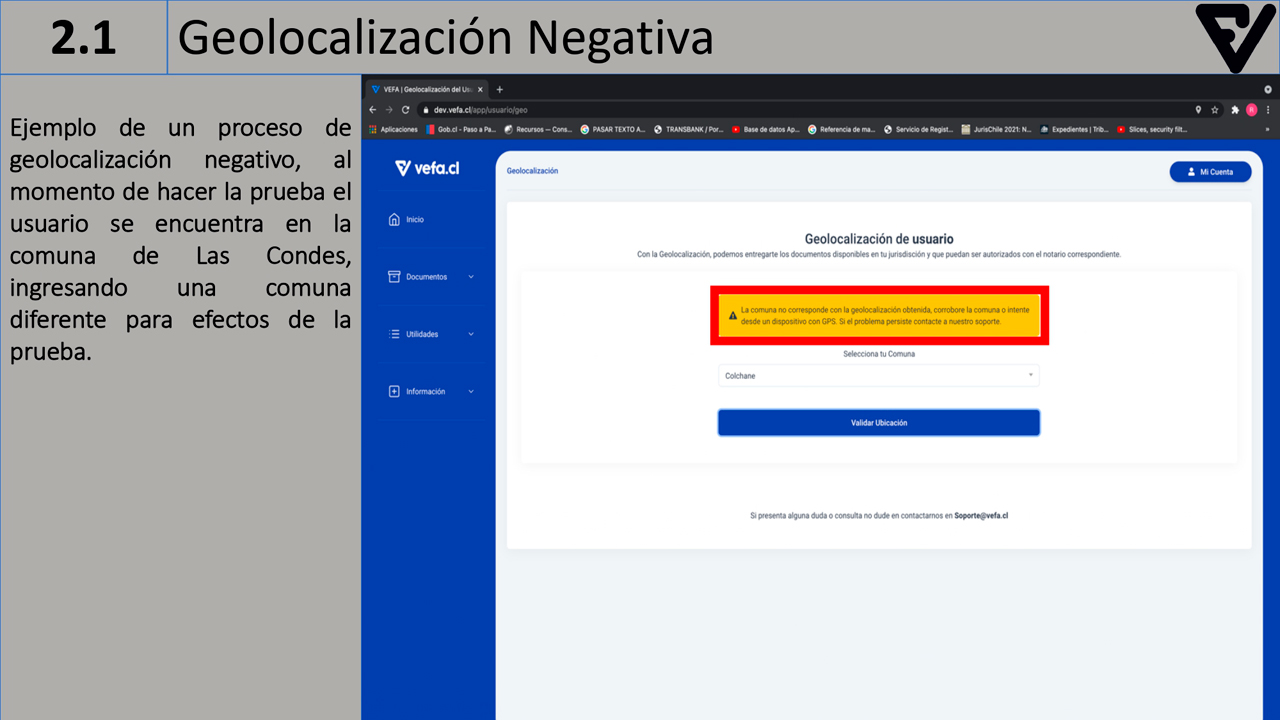 2.1
Geolocalización Negativa
Ejemplo de un proceso de
geolocalización negativo, al
momento de hacer la prueba el
usuario se encuentra en la
comuna de Las Condes,
ingresando una comuna
diferente para efectos de la
prueba.
VEFA | Geolocalización del Us
dev.vefa.cl/app/usuario/geo
Aplicaciones Gob.cl - Paso a Pa... Recursos — Cons... PASAR TEXTO A... TRANSBANK / Por... Base de datos Ap... Referencia de ma... Servicio de Regist... JurisChile 2021: N... Expedientes | Trib... Slices, security filt... »
vefa.cl
Geolocalización
Mi Cuenta
Inicio
Documentos
Utilidades
Información
Geolocalización de usuario
Con la Geolocalización, podemos entregarte los documentos disponibles en tu jurisdisción y que puedan ser autorizados con el notario correspondiente.
La comuna no corresponde con la geolocalización obtenida, corrobore la comuna o intente
desde un dispositivo con GPS. Si el problema persiste contacte a nuestro soporte.
Selecciona tu Comuna
Colchane
Validar Ubicación
Si presenta alguna duda o consulta no dude en contactarnos en Soporte@vefa.cl